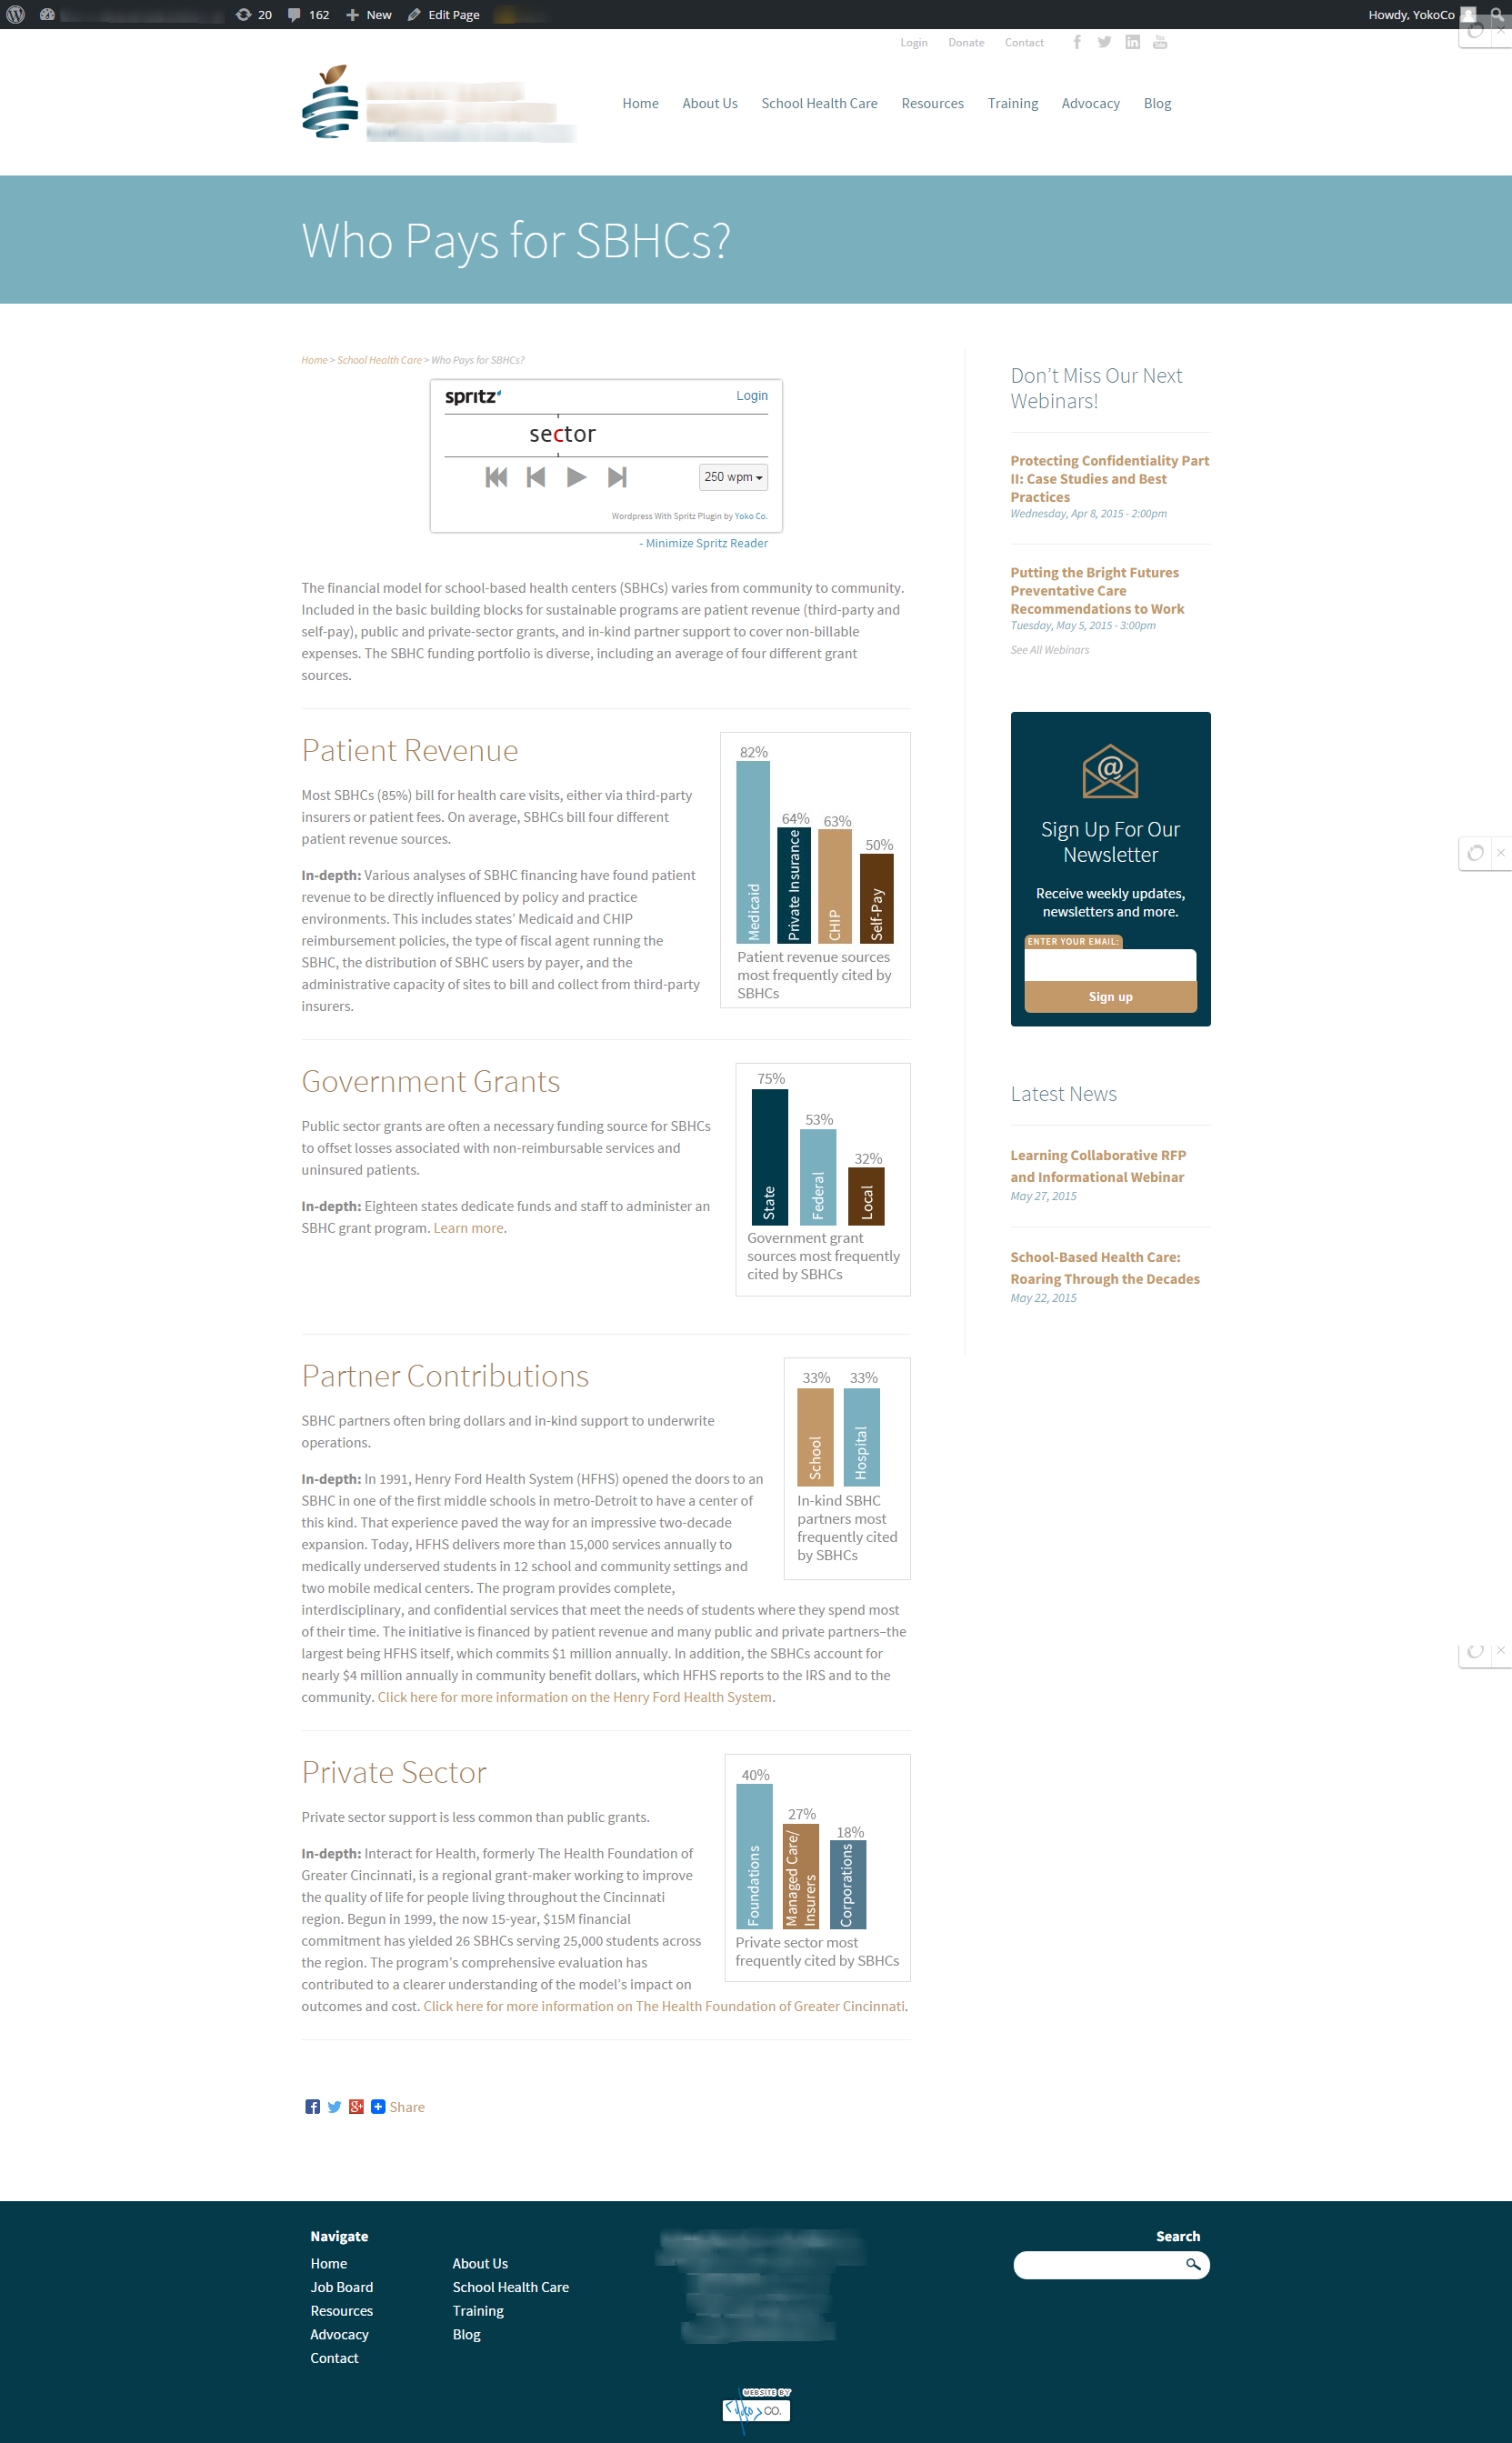 20 162 New Edit Page Howdy, YokoCo
Login Donate Contact
You Tube
Home About Us School Health Care Resources Training Advocacy Blog
Who Pays for SBHCs?
Home > School Health Care > Who Pays for SBHCs?
spritz Login
sector
250 wpm
Wordpress With Spritz Plugin by Yoko Co.
- Minimize Spritz Reader
The financial model for school-based health centers (SBHCs) varies from community to community.
Included in the basic building blocks for sustainable programs are patient revenue (third-party and
self-pay), public and private-sector grants, and in-kind partner support to cover non-billable
expenses. The SBHC funding portfolio is diverse, including an average of four different grant
sources.
Patient Revenue
Most SBHCs (85%) bill for health care visits, either via third-party
insurers or patient fees. On average, SBHCs bill four different
patient revenue sources.
In-depth: Various analyses of SBHC financing have found patient
revenue to be directly influenced by policy and practice
environments. This includes states' Medicaid and CHIP
reimbursement policies, the type of fiscal agent running the
SBHC, the distribution of SBHC users by payer, and the
administrative capacity of sites to bill and collect from third-party
insurers.
82%
64%
63%
50%
Medicaid
Private Insurance
CHIP
Self-Pay
Patient revenue sources
most frequently cited by
SBHCs
Government Grants
Public sector grants are often a necessary funding source for SBHCs
to offset losses associated with non-reimbursable services and
uninsured patients.
In-depth: Eighteen states dedicate funds and staff to administer an
SBHC grant program. Learn more.
75%
53%
32%
State
Federal
Local
Government grant
sources most frequently
cited by SBHCs
Partner Contributions
SBHC partners often bring dollars and in-kind support to underwrite
operations.
In-depth: In 1991, Henry Ford Health System (HFHS) opened the doors to an
SBHC in one of the first middle schools in metro-Detroit to have a center of
this kind. That experience paved the way for an impressive two-decade
expansion. Today, HFHS delivers more than 15,000 services annually to
medically underserved students in 12 school and community settings and
two mobile medical centers. The program provides complete,
interdisciplinary, and confidential services that meet the needs of students where they spend most
of their time. The initiative is financed by patient revenue and many public and private partners–the
largest being HFHS itself, which commits $1 million annually. In addition, the SBHCs account for
nearly $4 million annually in community benefit dollars, which HFHS reports to the IRS and to the
community. Click here for more information on the Henry Ford Health System.
33% 33%
School
Hospital
In-kind SBHC
partners most
frequently cited
by SBHCs
Private Sector
Private sector support is less common than public grants.
In-depth: Interact for Health, formerly The Health Foundation of
Greater Cincinnati, is a regional grant-maker working to improve
the quality of life for people living throughout the Cincinnati
region. Begun in 1999, the now 15-year, $15M financial
commitment has yielded 26 SBHCs serving 25,000 students across
the region. The program's comprehensive evaluation has
contributed to a clearer understanding of the model's impact on
outcomes and cost. Click here for more information on The Health Foundation of Greater Cincinnati.
40%
27%
18%
Foundations
Managed Care/
Insurers
Corporations
Private sector most
frequently cited by SBHCs
Share
Don't Miss Our Next
Webinars!
Protecting Confidentiality Part
II: Case Studies and Best
Practices
Wednesday, Apr 8, 2015 - 2:00pm
Putting the Bright Futures
Preventative Care
Recommendations to Work
Tuesday, May 5, 2015 - 3:00pm
See All Webinars
Sign Up For Our
Newsletter
Receive weekly updates,
newsletters and more.
ENTER YOUR EMAIL:
Sign up
Latest News
Learning Collaborative RFP
and Informational Webinar
May 27, 2015
School-Based Health Care:
Roaring Through the Decades
May 22, 2015
Navigate
Home
Job Board
Resources
Advocacy
Contact
About Us
School Health Care
Training
Blog
Search
WEBSITE BY
Yoko CO.